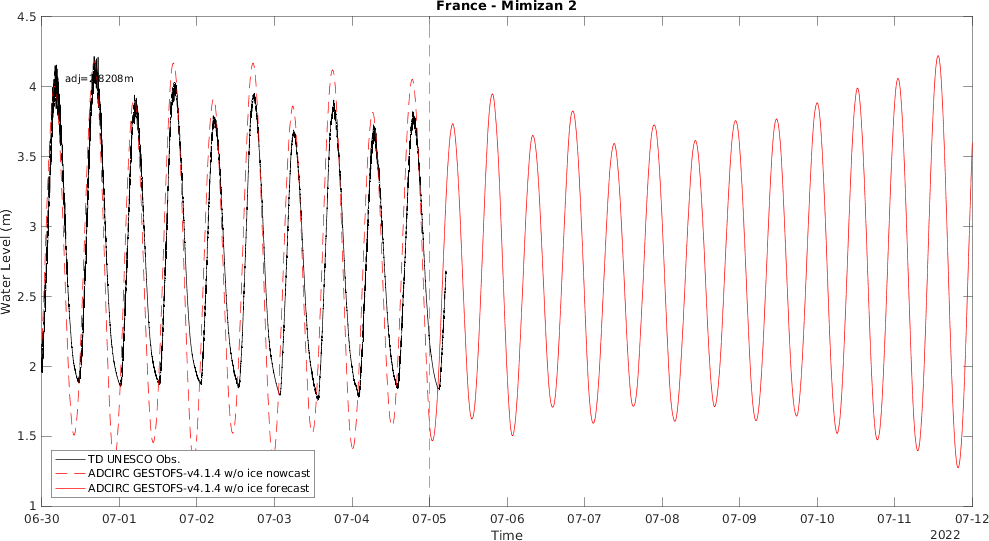 France - Mimizan 2
4.5
4
3.5
3
2.5
2
1.5
1
Water Level (m)
TD UNESCO Obs.
ADCIRC GESTOFS-v4.1.4 w/o ice nowcast
ADCIRC GESTOFS-v4.1.4 w/o ice forecast
06-30 07-01 07-02 07-03 07-04 07-05 07-06 07-07 07-08 07-09 07-10 07-11 07-12
Time
2022